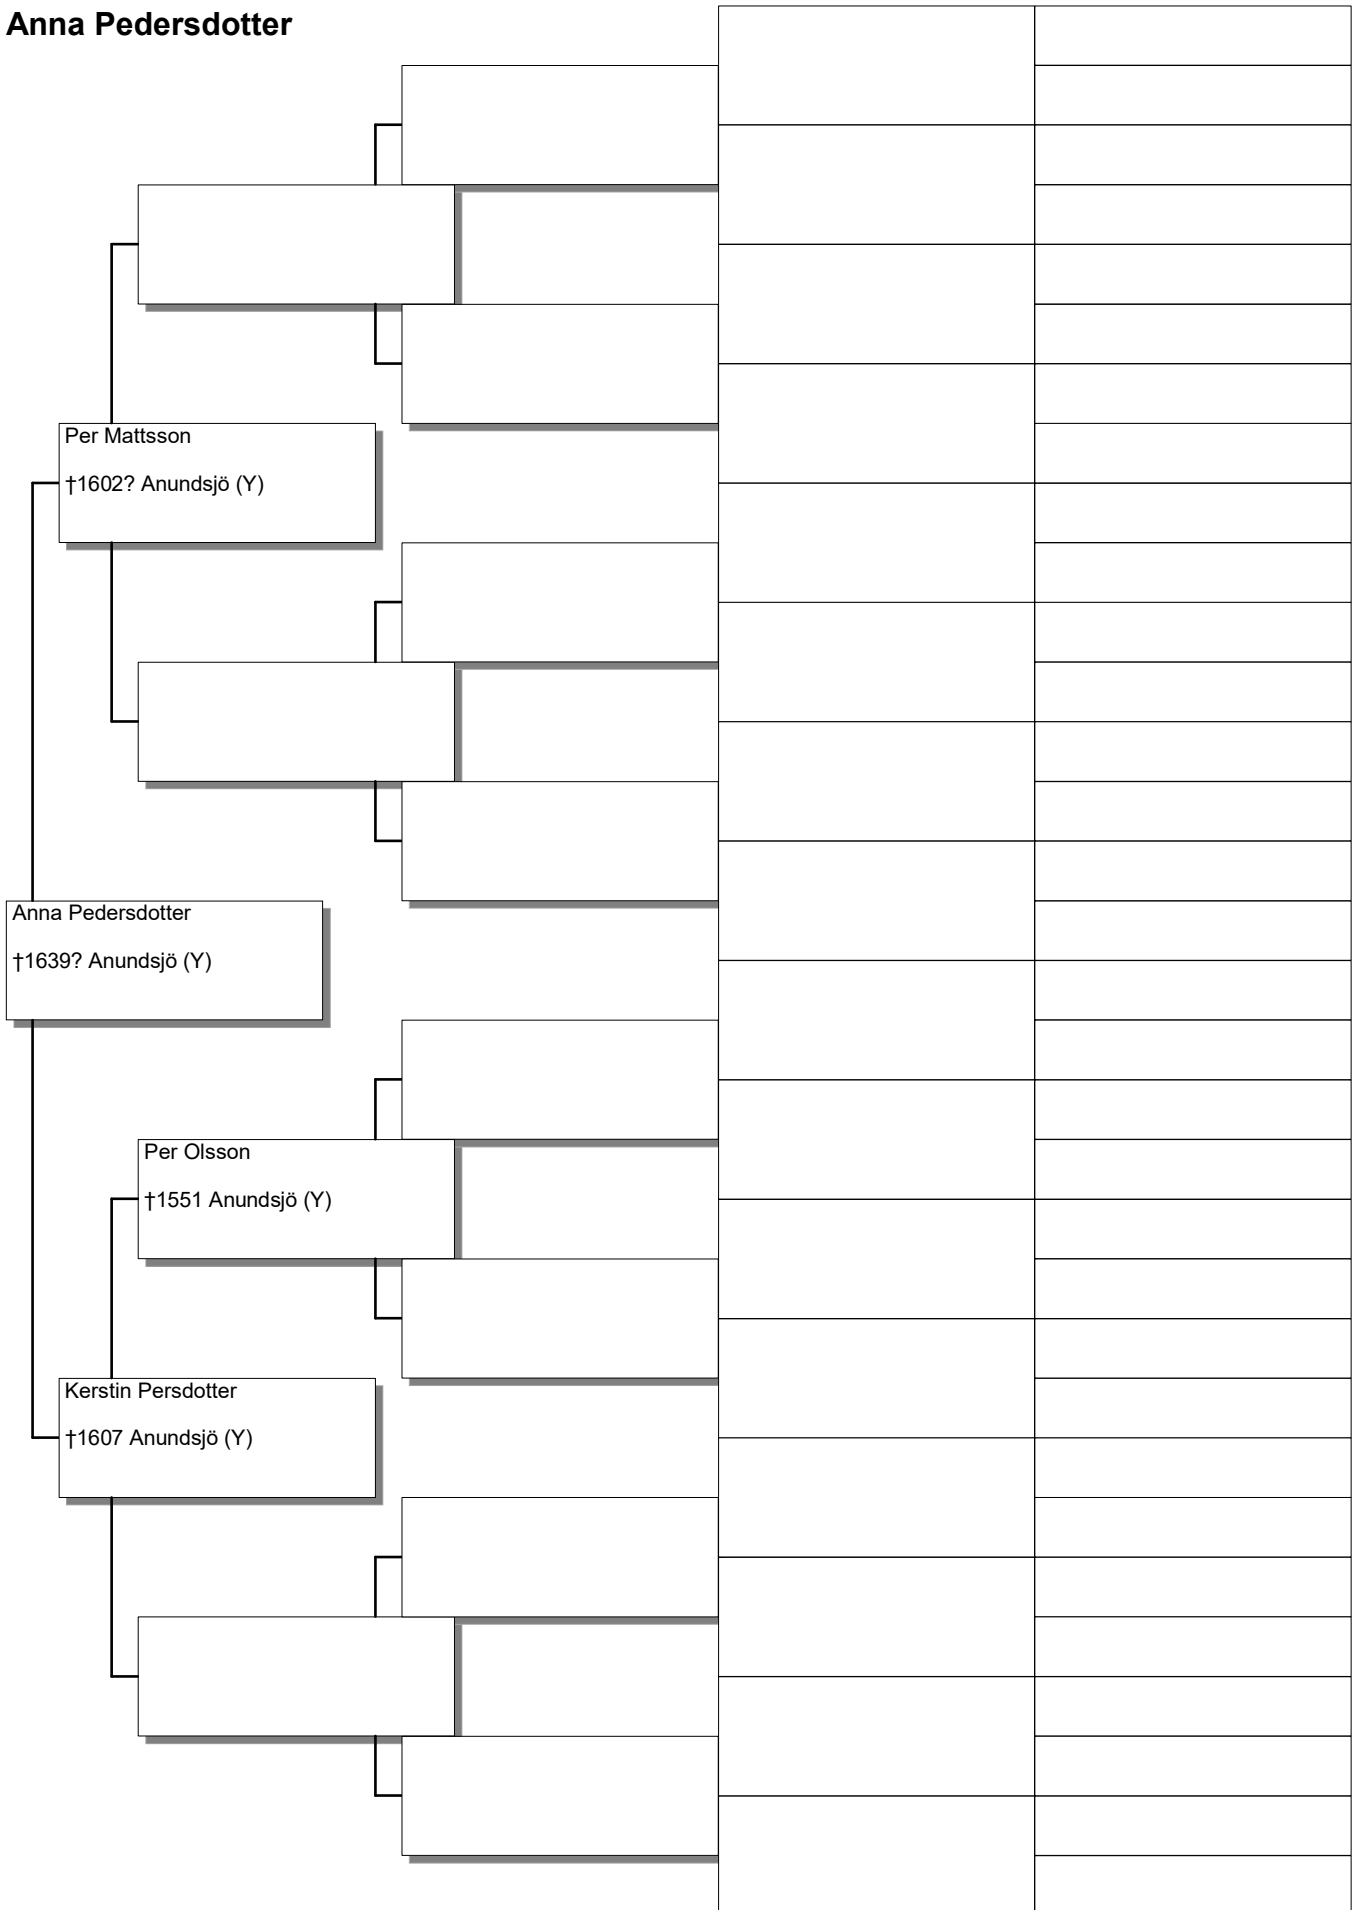 Anna Pedersdotter
Per Mattsson
†1602? Anundsjö (Y)
Anna Pedersdotter
†1639? Anundsjö (Y)
Per Olsson
†1551 Anundsjö (Y)
Kerstin Persdotter
†1607 Anundsjö (Y)